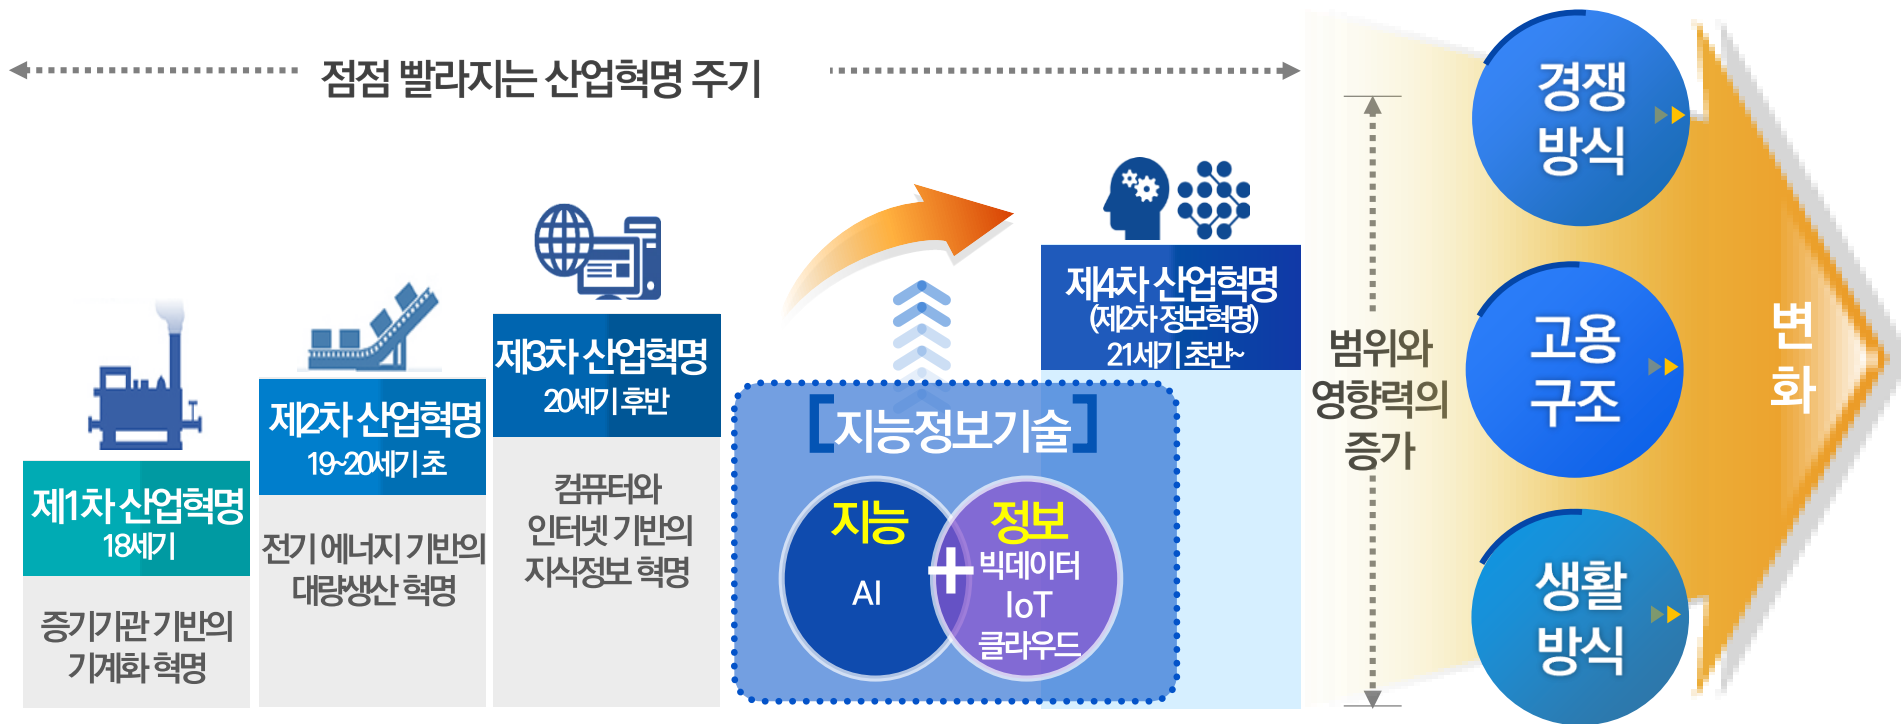 점점 빨라지는 산업혁명 주기
제1차 산업혁명
18세기
증기기관 기반의
기계화 혁명
제2차 산업혁명
19~20세기 초
전기 에너지 기반의
대량생산 혁명
제3차 산업혁명
20세기 후반
컴퓨터와
인터넷 기반의
지식정보 혁명
[지능정보기술]
지능
AI
+
정보
빅데이터
IoT
클라우드
제4차 산업혁명
(제2차 정보혁명)
21세기 초반~
범위와
영향력의
증가
경쟁
방식
고용
구조
생활
방식
변
화